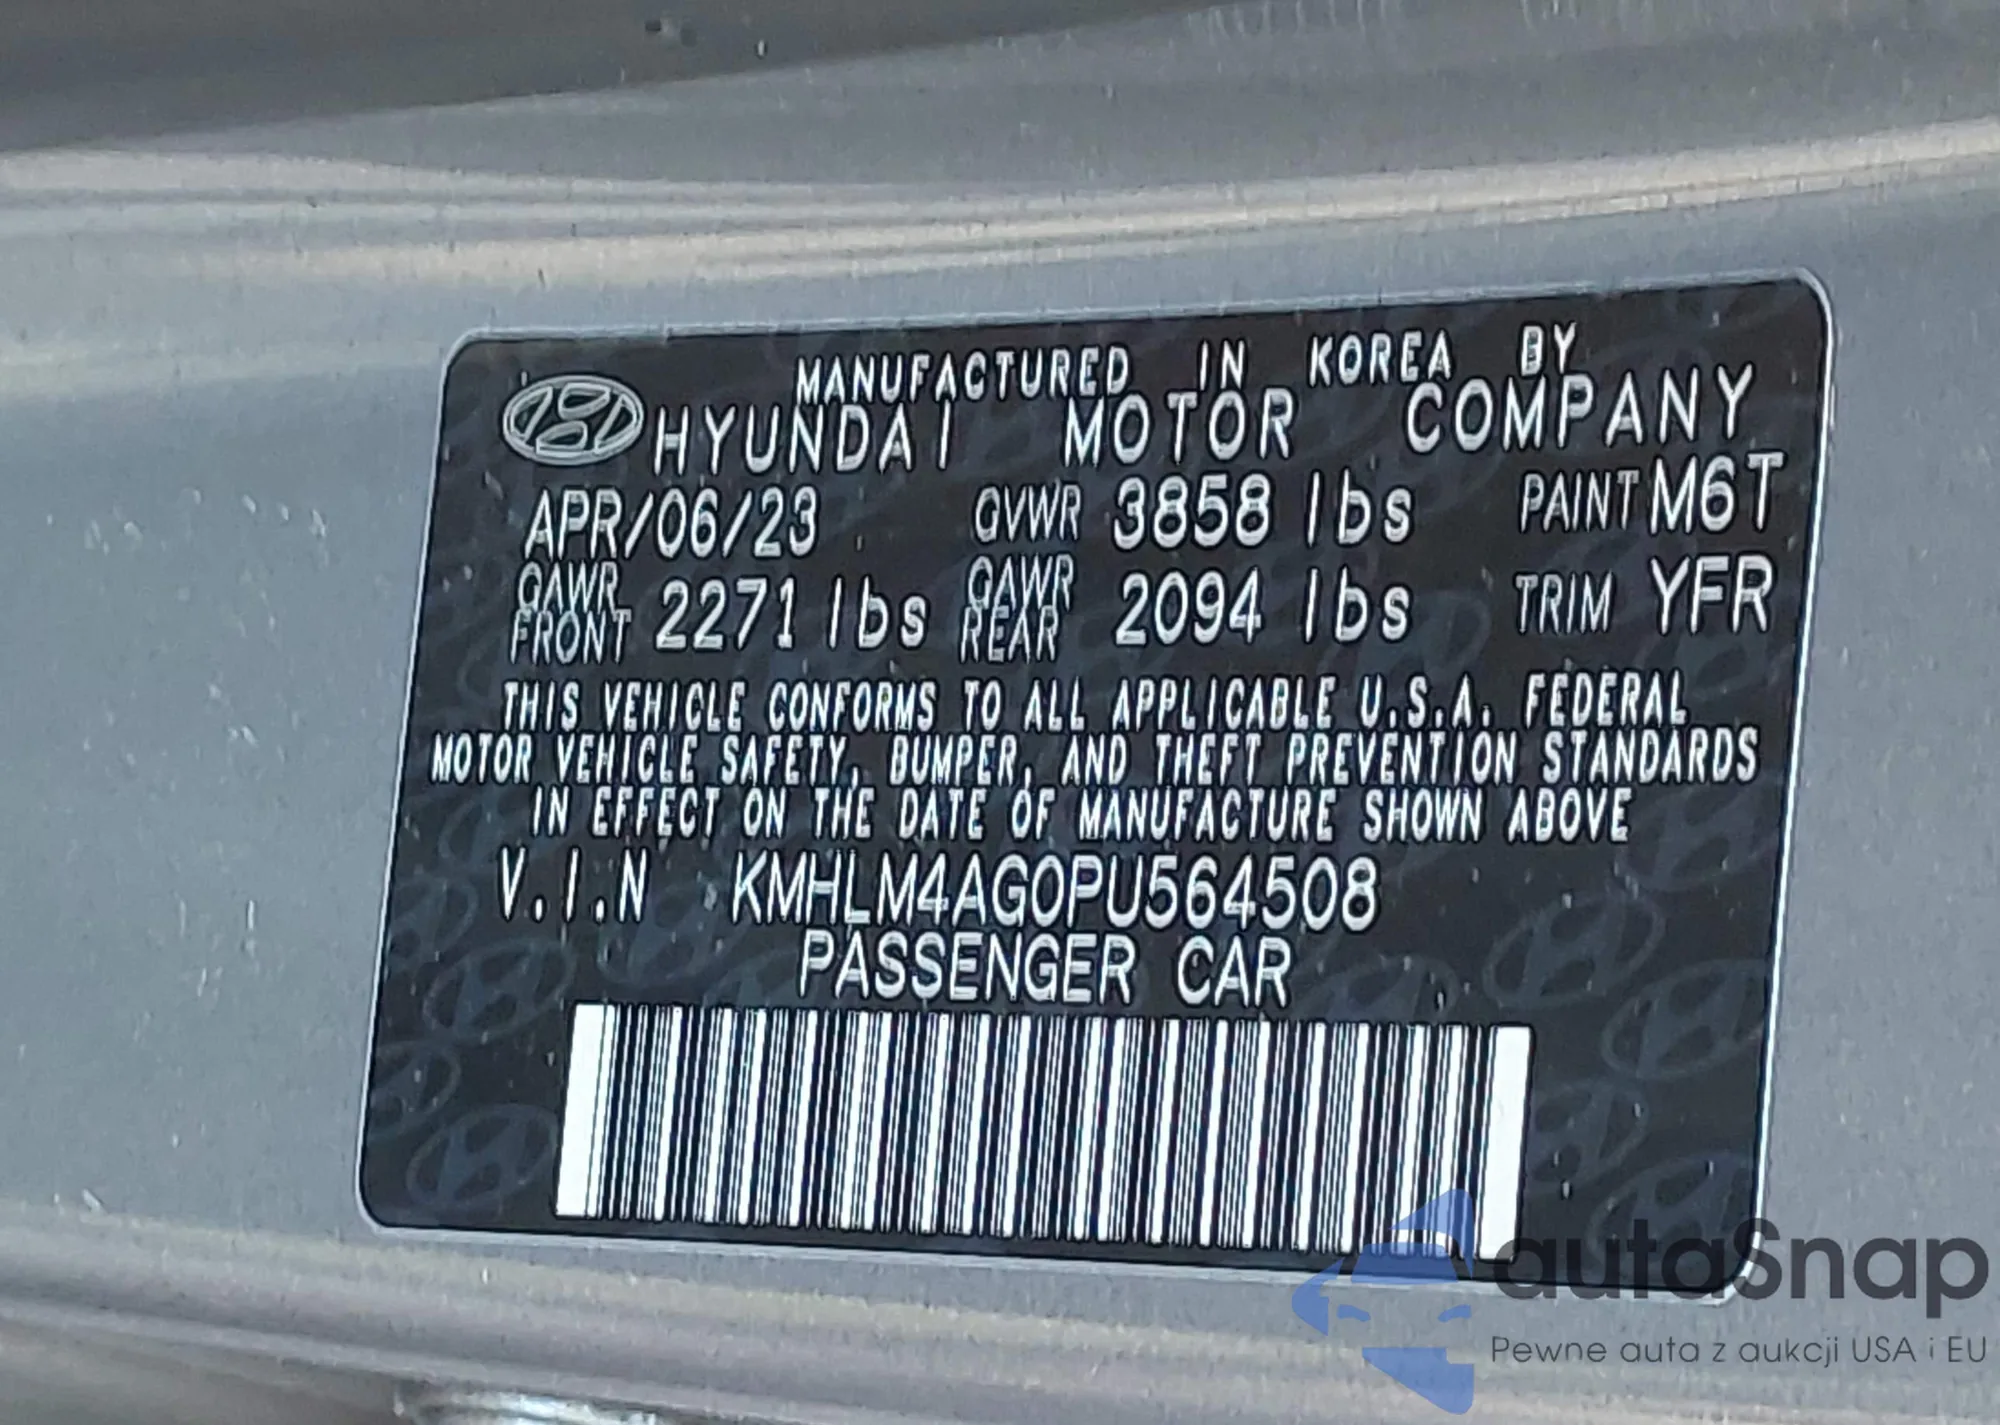 MANUFACTURED IN KOREA BY
HYUNDAI MOTOR COMPANY
APR/06/23 GVWR 3858 lbs PAINT M6T
GAWR FRONT 2271 lbs GAWR REAR 2094 lbs TRIM YFR
THIS VEHICLE CONFORMS TO ALL APPLICABLE U.S.A. FEDERAL
MOTOR VEHICLE SAFETY, BUMPER, AND THEFT PREVENTION STANDARDS
IN EFFECT ON THE DATE OF MANUFACTURE SHOWN ABOVE
V.I.N KMHLM4AG0PU564508
PASSENGER CAR
autaSnap
Pewne auta z aukcji USA i EU